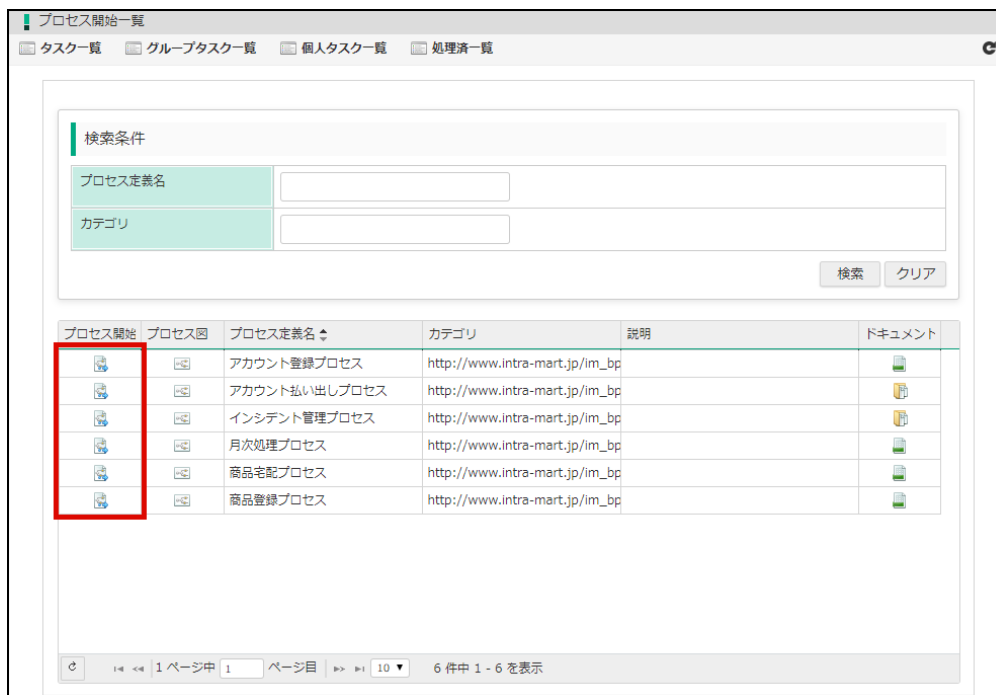 プロセス開始一覧
タスク一覧 グループタスク一覧 個人タスク一覧 処理済一覧
検索条件
プロセス定義名
カテゴリ
検索 クリア
プロセス開始 プロセス図 プロセス定義名 カテゴリ 説明 ドキュメント
アカウント登録プロセス http://www.intra-mart.jp/im_bp
アカウント払い出しプロセス http://www.intra-mart.jp/im_bp
インシデント管理プロセス http://www.intra-mart.jp/im_bp
月次処理プロセス http://www.intra-mart.jp/im_bp
商品宅配プロセス http://www.intra-mart.jp/im_bp
商品登録プロセス http://www.intra-mart.jp/im_bp
1 ページ中 1 ページ目 10 6 件中 1 - 6 を表示